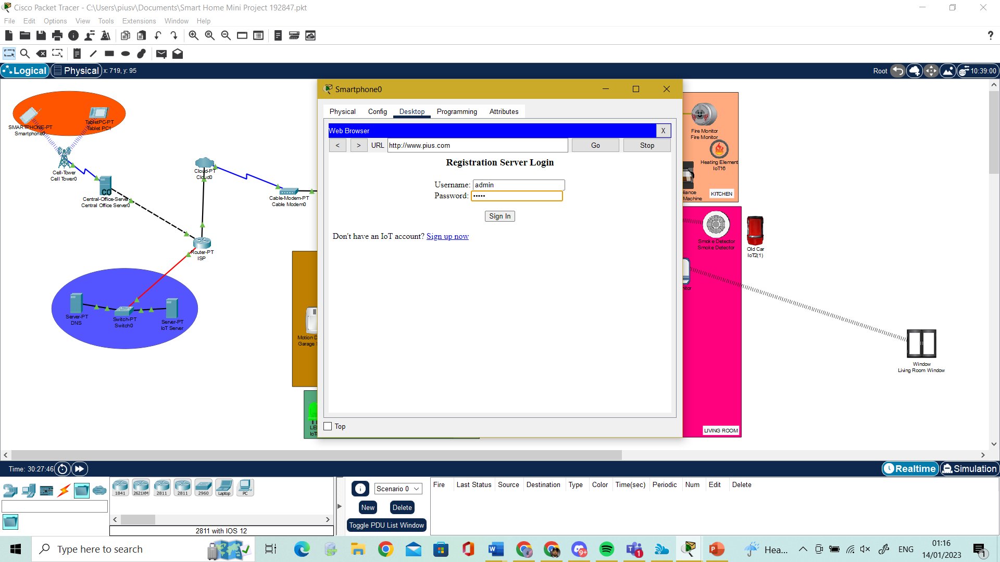 Cisco Packet Tracer - C:\Users\piusv\Documents\Smart Home Mini Project 192847.pkt
File Edit Options View Tools Extensions Window Help
?
Logical Physical x: 719, y: 95 Root 10:39:00
Smartphone0
Physical Config Desktop Programming Attributes
Web Browser X
< > URL http://www.pius.com Go Stop
Registration Server Login
Username: admin
Password: •••••
Sign In
Don't have an IoT account? Sign up now
Top
SMARTPHONE-PT
Smartphone0
TabletPC-PT
Tablet PC1
Cell-Tower
Cell Tower0
CO
Central-Office-Server
Central Office Server0
Cloud-PT
Cloud0
Cable-Modem-PT
Cable Modem0
Router-PT
ISP
Server-PT
DNS
Switch-PT
Switch0
Server-PT
IoT Server
Motion D
Garage S
LE
IoT
Fire Monitor
Fire Monitor
Heating Element
IoT16
liance
Machine
KITCHEN
Smoke Detector
Smoke Detector
Old Car
IoT2(1)
nitor
Window
Living Room Window
LIVING ROOM
Time: 30:27:46 Realtime Simulation
1841 2621XM 2811 2811 2960 Laptop PC
2811 with IOS 12
Scenario 0
New Delete
Toggle PDU List Window
Fire Last Status Source Destination Type Color Time(sec) Periodic Num Edit Delete
Type here to search
9+
1
Hea...
ENG
01:16
14/01/2023
1